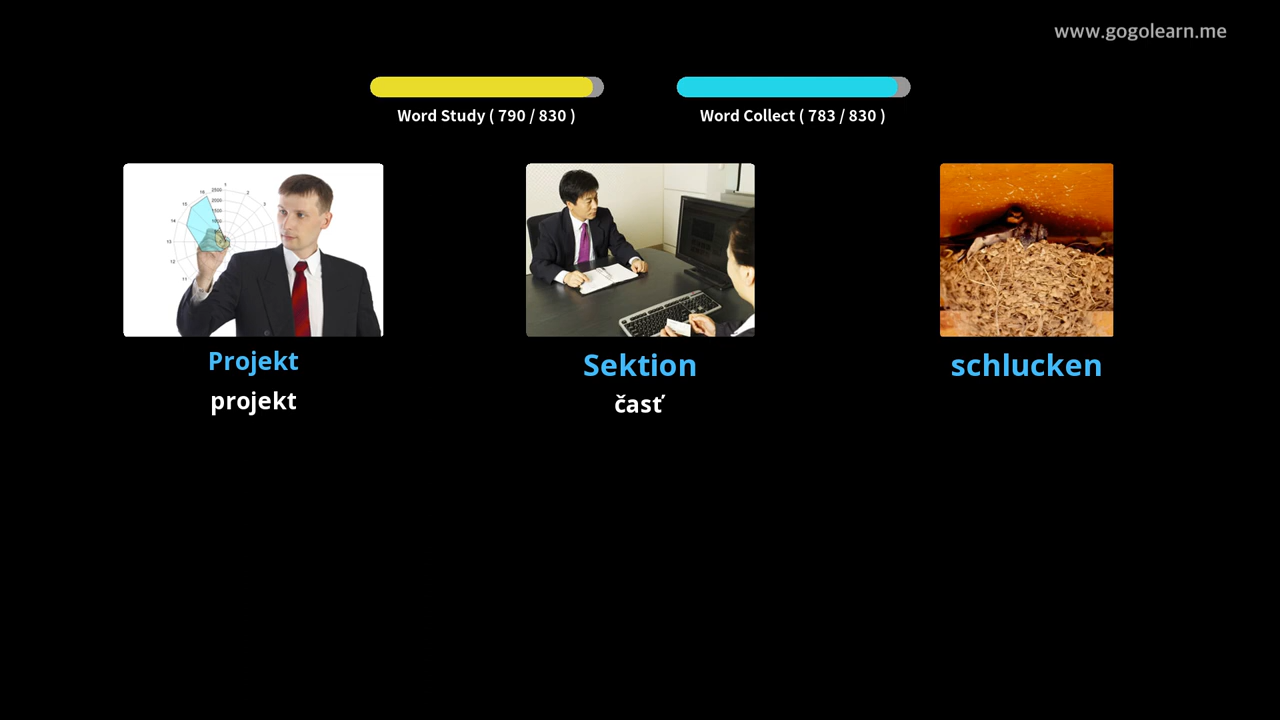 www.gogolearn.me
Word Study ( 790 / 830 )
Word Collect ( 783 / 830 )
Projekt
projekt
Sektion
časť
schlucken